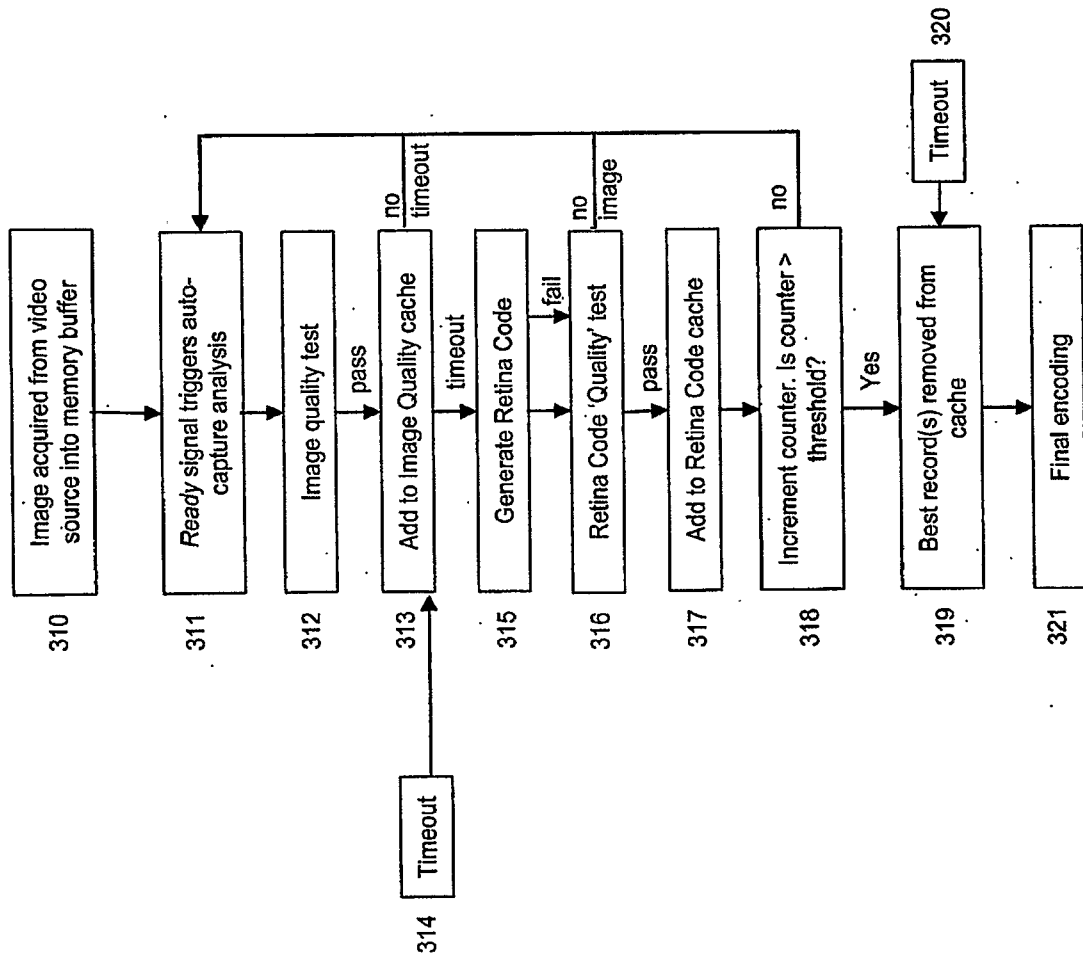 310
Image acquired from video
source into memory buffer
311
Ready signal triggers auto-
capture analysis
312
Image quality test
pass
313
Add to Image Quality cache
no
timeout
314
Timeout
timeout
315
Generate Retina Code
fail
316
Retina Code 'Quality' test
no
image
pass
317
Add to Retina Code cache
318
Increment counter. Is counter >
threshold?
no
Yes
319
Best record(s) removed from
cache
Timeout
320
321
Final encoding